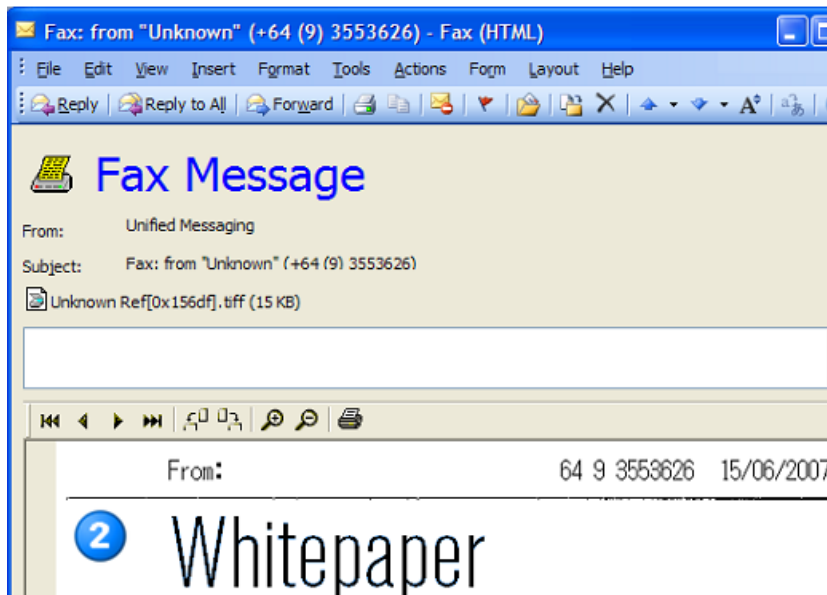 Fax: from "Unknown" (+64 (9) 3553626) - Fax (HTML)
File Edit View Insert Format Tools Actions Form Layout Help
Reply Reply to All Forward
Fax Message
From: Unified Messaging
Subject: Fax: from "Unknown" (+64 (9) 3553626)
Unknown Ref[0x156df].tiff (15 KB)
From: 64 9 3553626 15/06/2007
2 Whitepaper